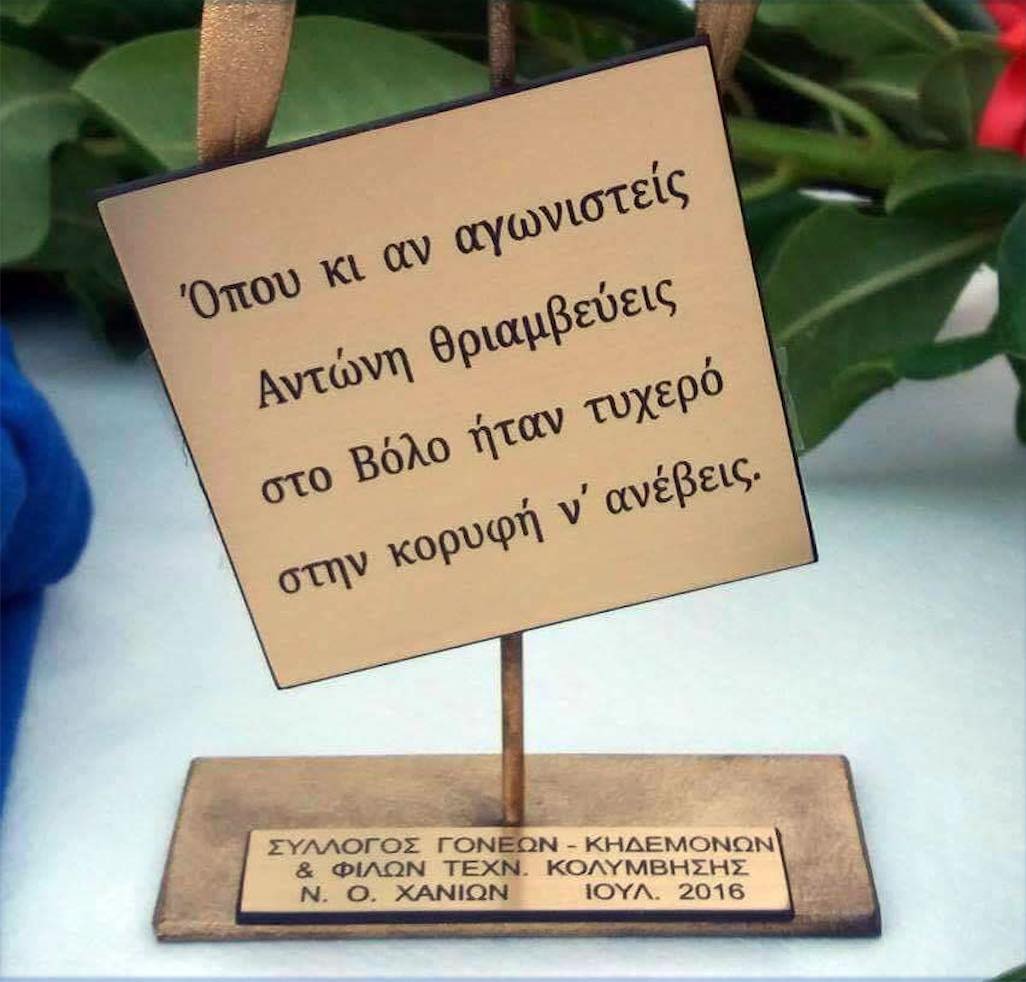 Όπου κι αν αγωνιστείς
Αντώνη θριαμβεύεις
στο Βόλο ήταν τυχερό
στην κορυφή ν' ανέβεις.
ΣΥΛΛΟΓΟΣ ΓΟΝΕΩΝ - ΚΗΔΕΜΟΝΩΝ
& ΦΙΛΩΝ ΤΕΧΝ. ΚΟΛΥΜΒΗΣΗΣ
Ν. Ο. ΧΑΝΙΩΝ ΙΟΥΛ. 2016